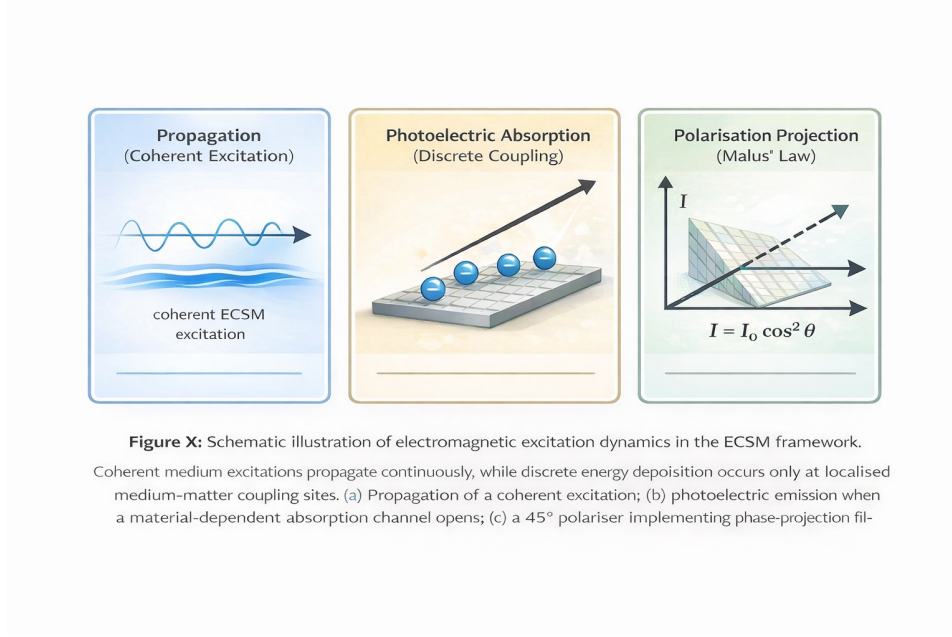 Propagation
(Coherent Excitation)
coherent ECSM
excitation
Photoelectric Absorption
(Discrete Coupling)
Polarisation Projection
(Malus' Law)
I
I = I₀ cos² θ
Figure X: Schematic illustration of electromagnetic excitation dynamics in the ECSM framework.
Coherent medium excitations propagate continuously, while discrete energy depoisition occurs only at localised
medium-matter coupling sites. (a) Propagation of a coherent excitation; (b) photoelectric emission when
a material-dependent absorption channel opens; (c) a 45° polariser implementing phase-projection fil-